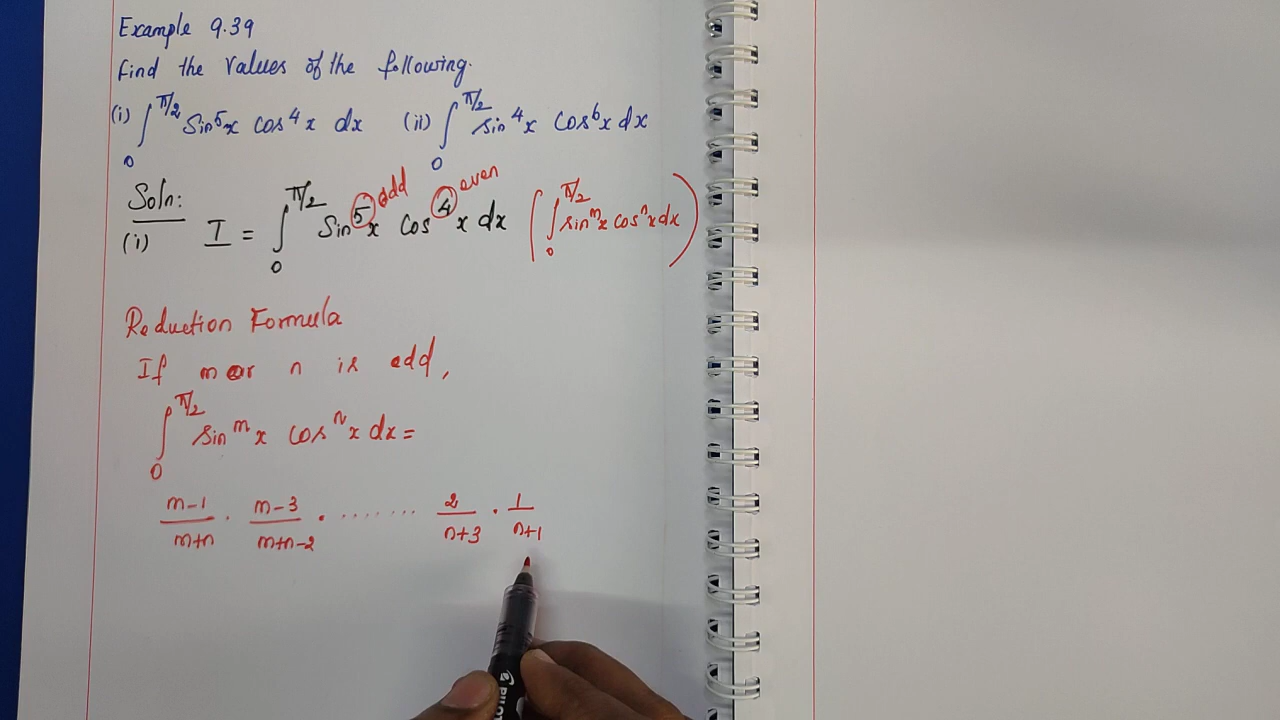 Example 9.39
Find the values of the following.
(i) ∫₀^π/2 Sin⁵x cos⁴x dx (ii) ∫₀^π/2 sin⁴x cos⁶x dx
Soln:
odd even
(i) I = ∫₀^π/2 Sin⁵x cos⁴x dx (∫₀^π/2 sinᵐx cosⁿx dx)
Reduction Formula
If m or n is odd,
∫₀^π/2 sinᵐx cosⁿx dx =
m-1/m+n · m-3/m+n-2 · ........ 2/n+3 · 1/n+1